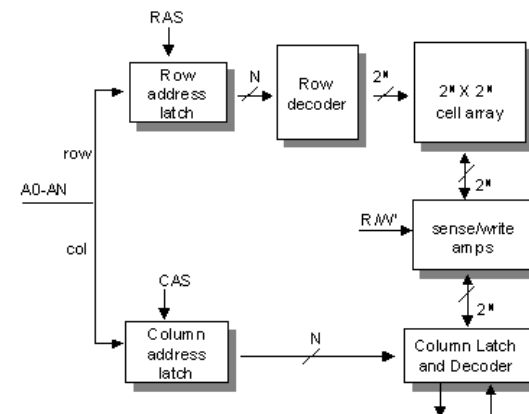 RAS
Row
address
latch
N
Row
decoder
2ᴺ
2ᴺ X 2ᴺ
cell array
row
A0-AN
col
2ᴺ
R/W'
sense/write
amps
2ᴺ
CAS
Column
address
latch
N
Column Latch
and Decoder